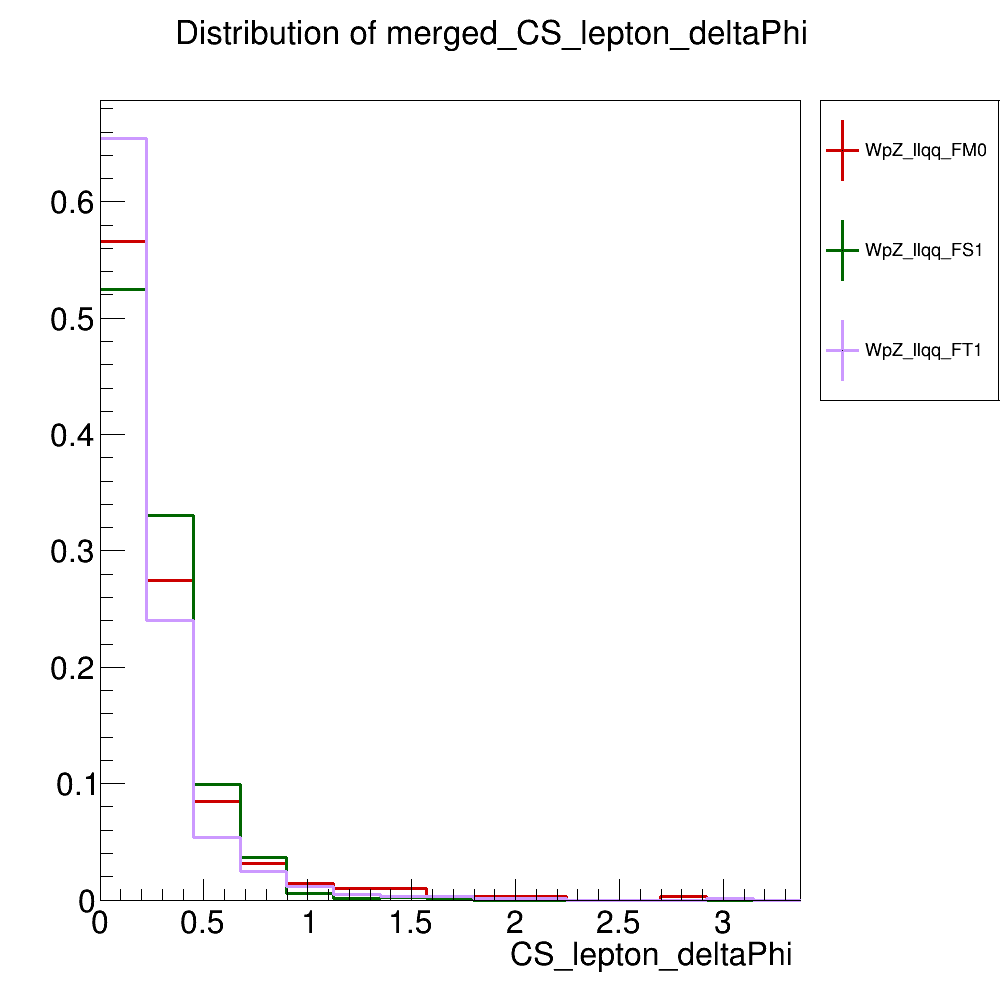 Distribution of merged_CS_lepton_deltaPhi
WpZ_llqq_FM0
WpZ_llqq_FS1
WpZ_llqq_FT1
0.6
0.5
0.4
0.3
0.2
0.1
0
0 0.5 1 1.5 2 2.5 3
CS_lepton_deltaPhi